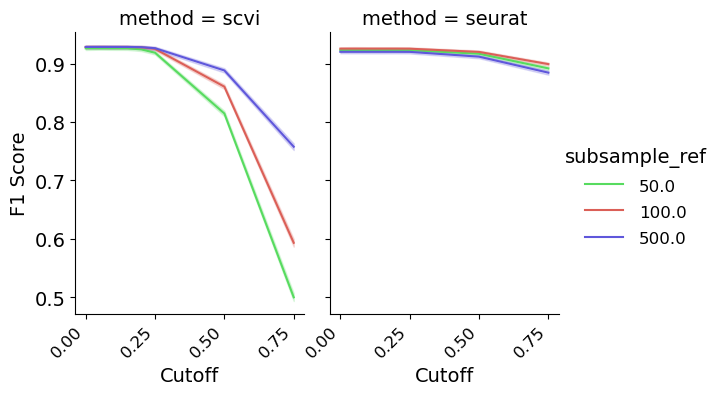 method = scvi
method = seurat
F1 Score
0.9
0.8
0.7
0.6
0.5
0.00
0.25
0.50
0.75
Cutoff
0.00
0.25
0.50
0.75
Cutoff
subsample_ref
50.0
100.0
500.0